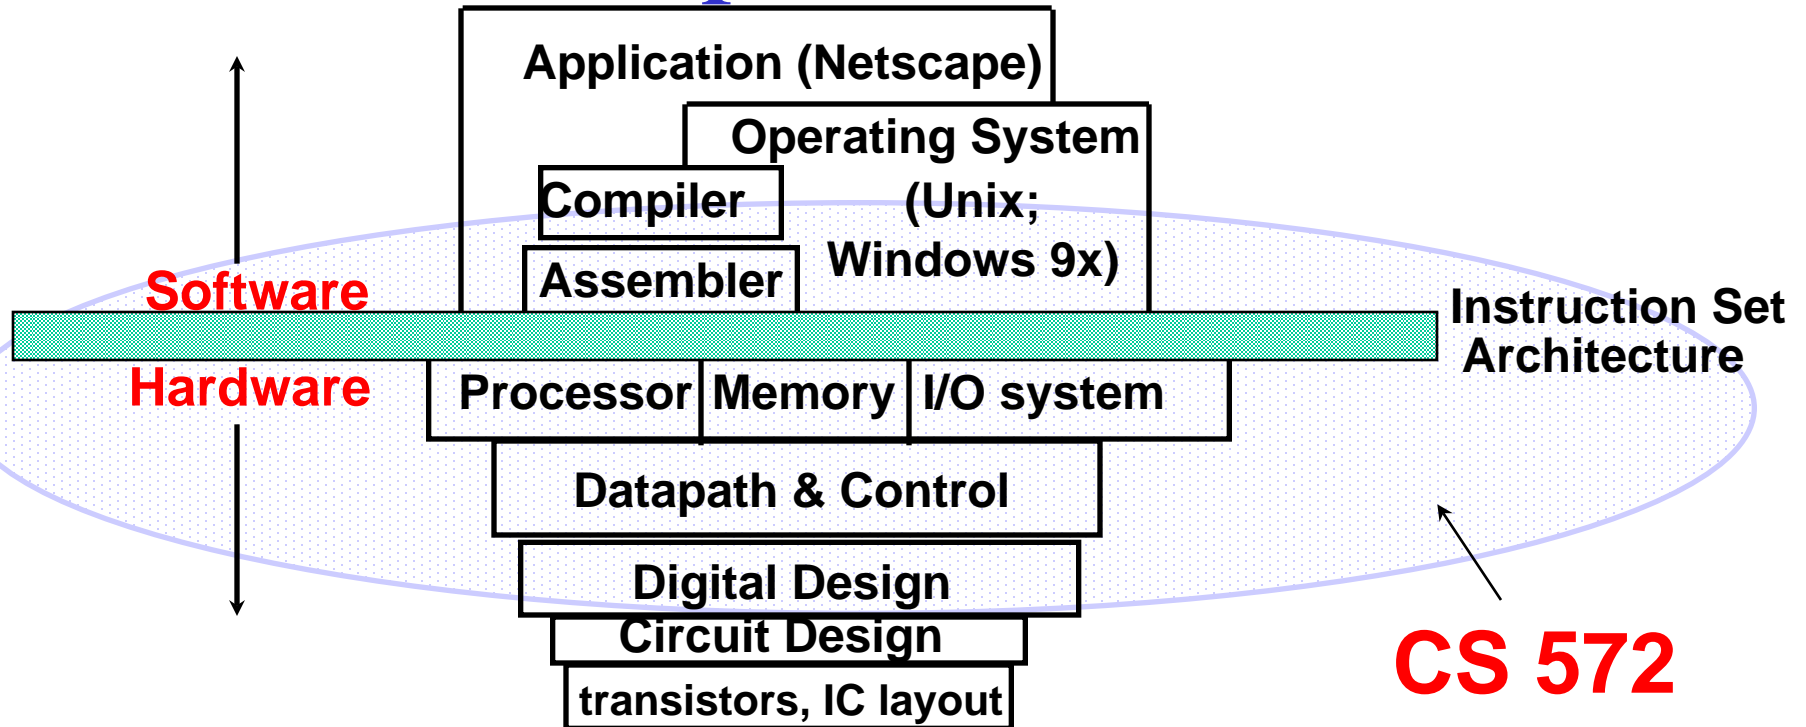 Application (Netscape)
Operating System
Compiler
(Unix;
Windows 9x)
Assembler
Software
Instruction Set
Architecture
Hardware
Processor
Memory
I/O system
Datapath & Control
Digital Design
Circuit Design
transistors, IC layout
CS 572